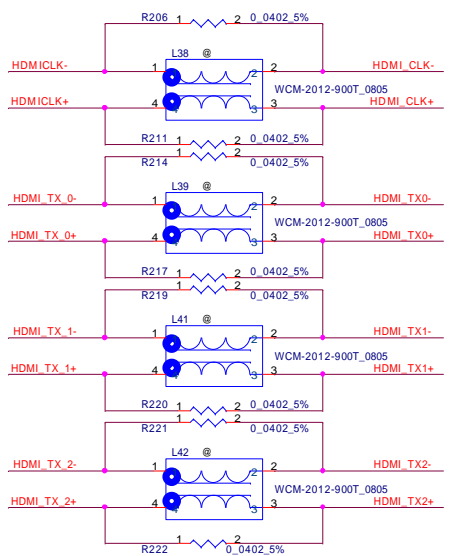 R206 1 2 0_0402_5%
L38 @
HDMICLK- 1 2 HDMI_CLK-
WCM-2012-900T_0805
HDMICLK+ 4 3 HDMI_CLK+
R211 1 2 0_0402_5%
R214 1 2 0_0402_5%
L39 @
HDMI_TX_0- 1 2 HDMI_TX0-
WCM-2012-900T_0805
HDMI_TX_0+ 4 3 HDMI_TX0+
R217 1 2 0_0402_5%
R219 1 2 0_0402_5%
L41 @
HDMI_TX_1- 1 2 HDMI_TX1-
WCM-2012-900T_0805
HDMI_TX_1+ 4 3 HDMI_TX1+
R220 1 2 0_0402_5%
R221 1 2 0_0402_5%
L42 @
HDMI_TX_2- 1 2 HDMI_TX2-
WCM-2012-900T_0805
HDMI_TX_2+ 4 3 HDMI_TX2+
R222 1 2 0_0402_5%